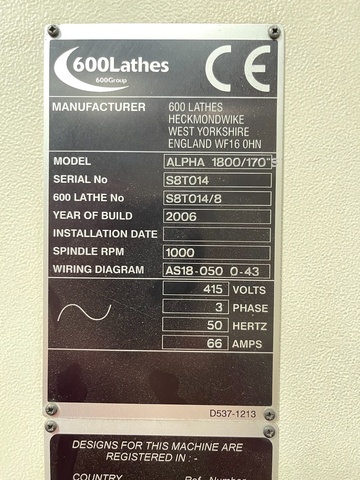 600Lathes
600Group
CE
MANUFACTURER 600 LATHES
HECKMONDWIKE
WEST YORKSHIRE
ENGLAND WF16 0HN
MODEL ALPHA 1800/170"S
SERIAL No S8T014
600 LATHE No S8T014/8
YEAR OF BUILD 2006
INSTALLATION DATE
SPINDLE RPM 1000
WIRING DIAGRAM AS18-050 0-43
415 VOLTS
3 PHASE
50 HERTZ
66 AMPS
D537-1213
DESIGNS FOR THIS MACHINE ARE
REGISTERED IN : -
COUNTRY Ref. Number